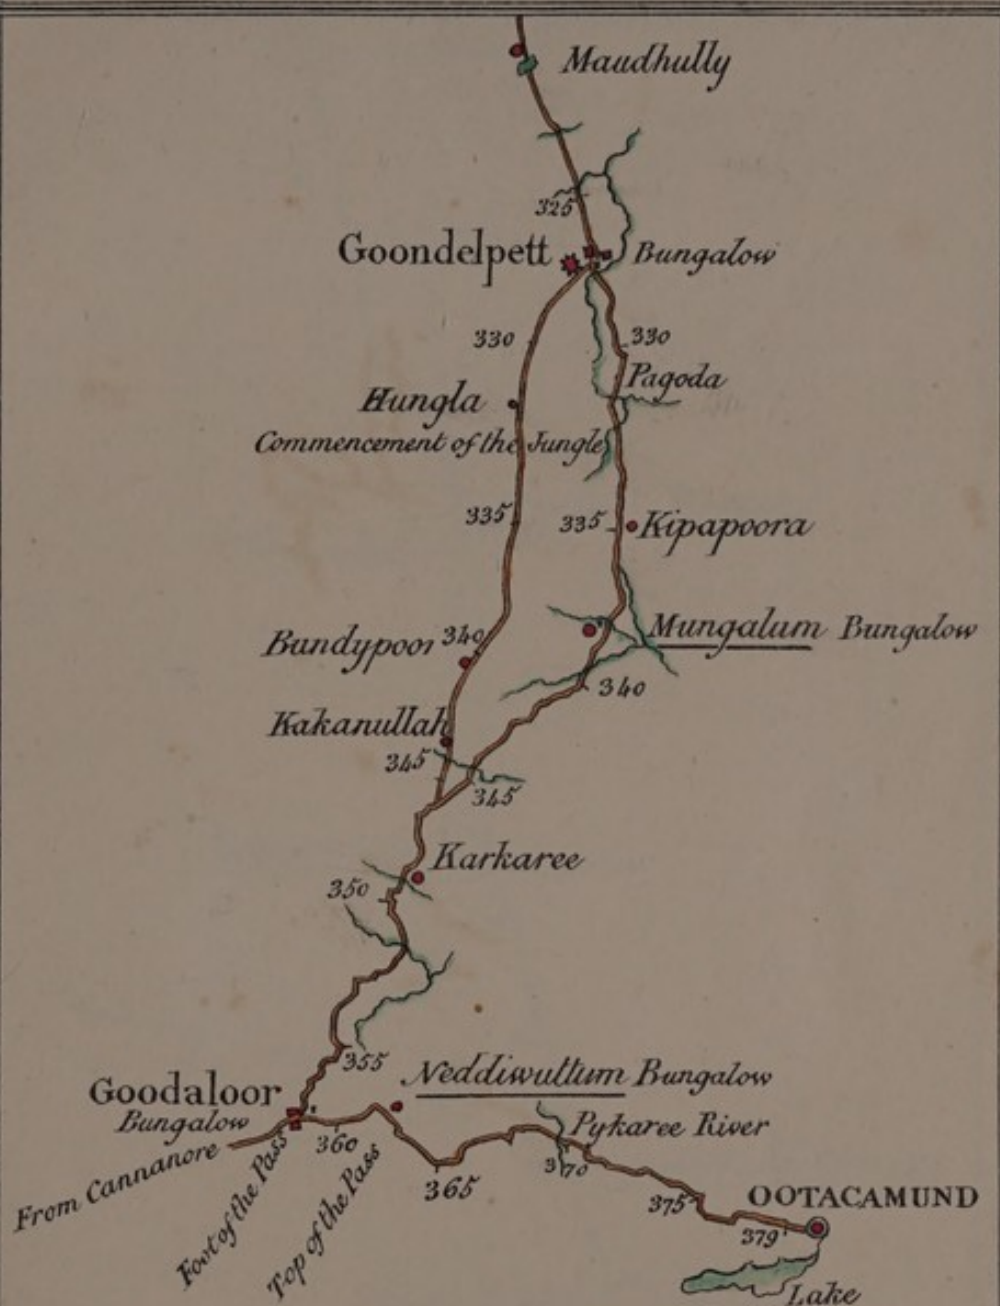 Maudhully
325
Goondelpett
Bungalow
330
330
Pagoda
Hungla
Commencement of the Jungle
335
335
Kipapoora
Mungalum Bungalow
Bundypoor
340
340
Kakanullah
345
345
Karkaree
350
355
Neddiwuttum Bungalow
Goodaloor
Bungalow
Pykaree River
360
From Cannanore
Foot of the Pass
Top of the Pass
365
370
375
OOTACAMUND
379
Lake